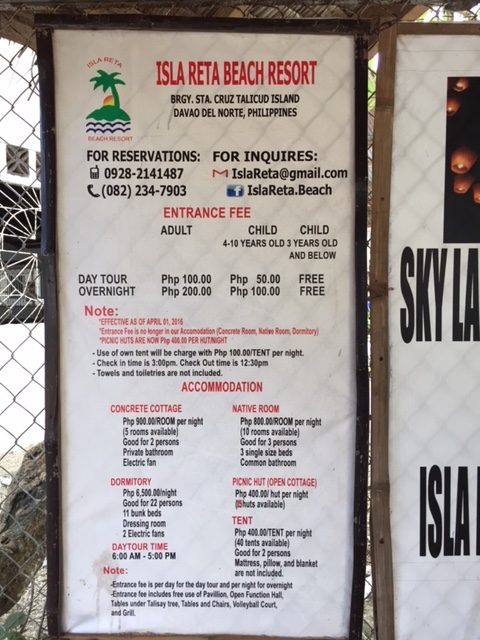 ISLA RETA
BEACH RESORT
ISLA RETA BEACH RESORT
BRGY. STA. CRUZ TALICUD ISLAND
DAVAO DEL NORTE, PHILIPPINES
FOR RESERVATIONS:
0928-2141487
(082) 234-7903
FOR INQUIRES:
IslaReta@gmail.com
IslaReta.Beach
ENTRANCE FEE
ADULT CHILD CHILD
4-10 YEARS OLD 3 YEARS OLD
AND BELOW
DAY TOUR Php 100.00 Php 50.00 FREE
OVERNIGHT Php 200.00 Php 100.00 FREE
Note:
*EFFECTIVE AS OF APRIL 01, 2016
*Entrance Fee is no longer in our Accomodation (Concrete Room, Native Room, Dormitory)
*PICNIC HUTS ARE NOW Php 400.00 PER HUT/NIGHT
- Use of own tent will be charge with Php 100.00/TENT per night.
- Check in time is 3:00pm. Check Out time is 12:30pm
- Towels and toiletries are not included.
ACCOMMODATION
CONCRETE COTTAGE
Php 900.00/ROOM per night
(5 rooms available)
Good for 2 persons
Private bathroom
Electric fan
DORMITORY
Php 6,500.00/night
Good for 22 persons
11 bunk beds
Dressing room
2 Electric fans
DAYTOUR TIME
6:00 AM - 5:00 PM
NATIVE ROOM
Php 800.00/ROOM per night
(10 rooms available)
Good for 3 persons
3 single size beds
Common bathroom
PICNIC HUT (OPEN COTTAGE)
Php 400.00/ hut per night
huts available)
TENT
Php 400.00/TENT per night
(40 tents available)
Good for 2 persons
Mattress, pillow, and blanket
are not included.
Note:
-Entrance fee is per day for the day tour and per night for overnight
-Entrance fee includes free use of Pavillion, Open Function Hall,
Tables under Talisay tree, Tables and Chairs, Volleyball Court,
and Grill.
SKY LA
ISLA